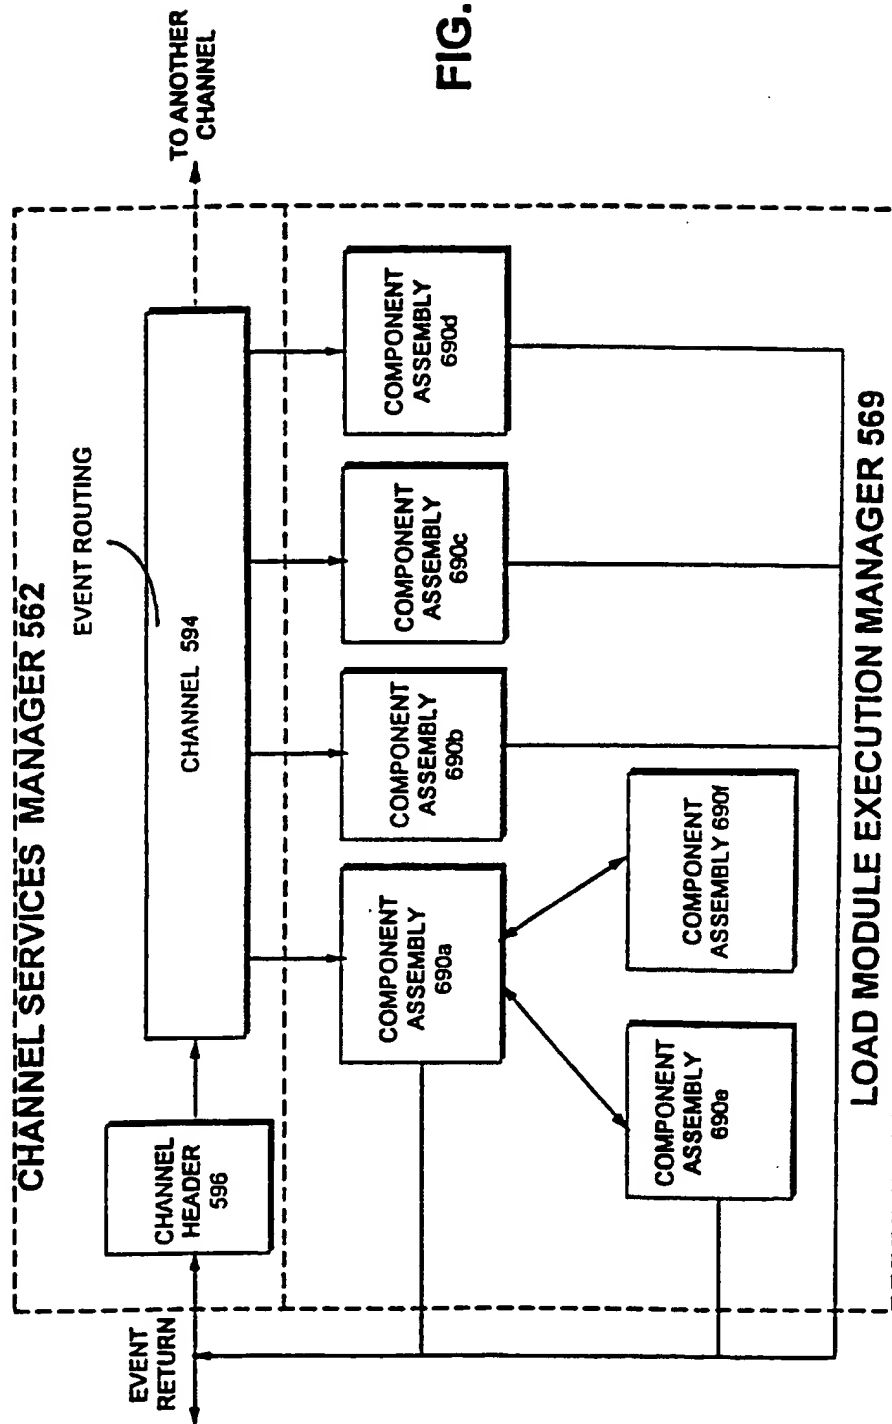 CHANNEL SERVICES MANAGER 562
EVENT ROUTING
EVENT
RETURN
CHANNEL
HEADER
596
CHANNEL 594
TO ANOTHER
CHANNEL
COMPONENT
ASSEMBLY
690a
COMPONENT
ASSEMBLY
690b
COMPONENT
ASSEMBLY
690c
COMPONENT
ASSEMBLY
690d
COMPONENT
ASSEMBLY
690e
COMPONENT
ASSEMBLY 690f
LOAD MODULE EXECUTION MANAGER 569
FIG.